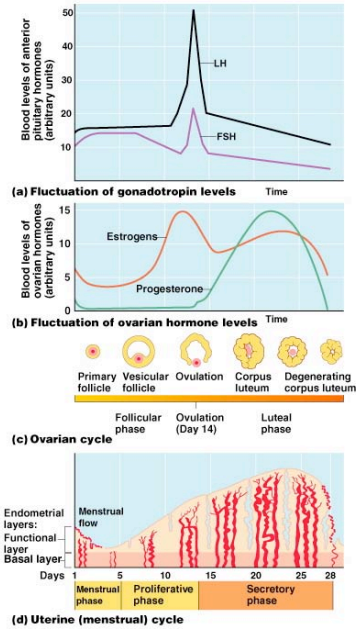 Blood levels of anterior
pituitary hormones
(arbitrary units)
50
40
30
20
10
LH
FSH
(a) Fluctuation of gonadotropin levels
Time
Blood levels of
ovarian hormones
(arbitrary units)
15
10
5
0
Estrogens
Progesterone
(b) Fluctuation of ovarian hormone levels
Time
Primary
follicle
Vesicular
follicle
Ovulation
Corpus
luteum
Degenerating
corpus luteum
Follicular
phase
Ovulation
(Day 14)
Luteal
phase
(c) Ovarian cycle
Endometrial
layers:
Functional
layer
Basal layer
Menstrual
flow
Days
1
5
10
15
20
25
28
Menstrual
phase
Proliferative
phase
Secretory
phase
(d) Uterine (menstrual) cycle